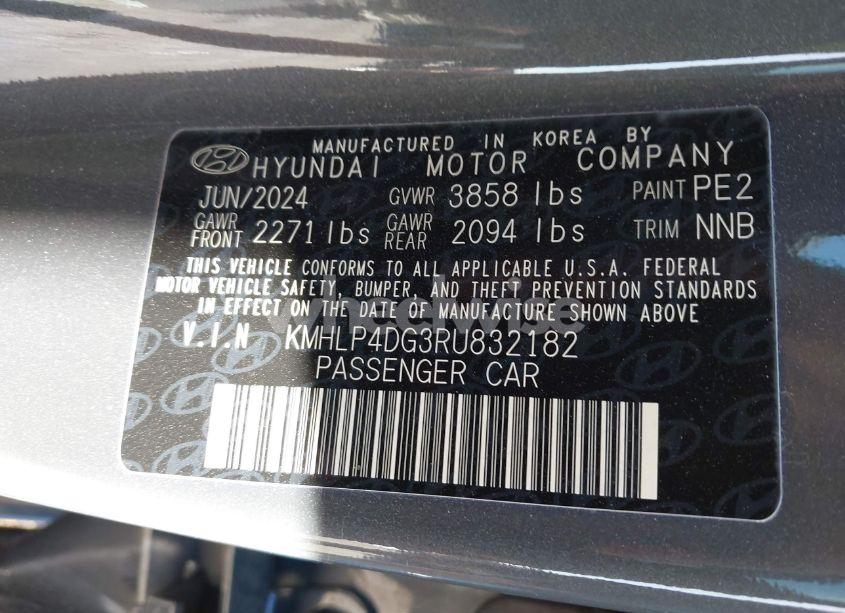 MANUFACTURED IN KOREA BY
HYUNDAI MOTOR COMPANY
JUN/2024 GVWR 3858 lbs PAINT PE2
GAWR FRONT 2271 lbs GAWR REAR 2094 lbs TRIM NNB
THIS VEHICLE CONFORMS TO ALL APPLICABLE U.S.A. FEDERAL
MOTOR VEHICLE SAFETY, BUMPER, AND THEFT PREVENTION STANDARDS
IN EFFECT ON THE DATE OF MANUFACTURE SHOWN ABOVE
wheelwise
V.I.N KMHLP4DG3RU832182
PASSENGER CAR